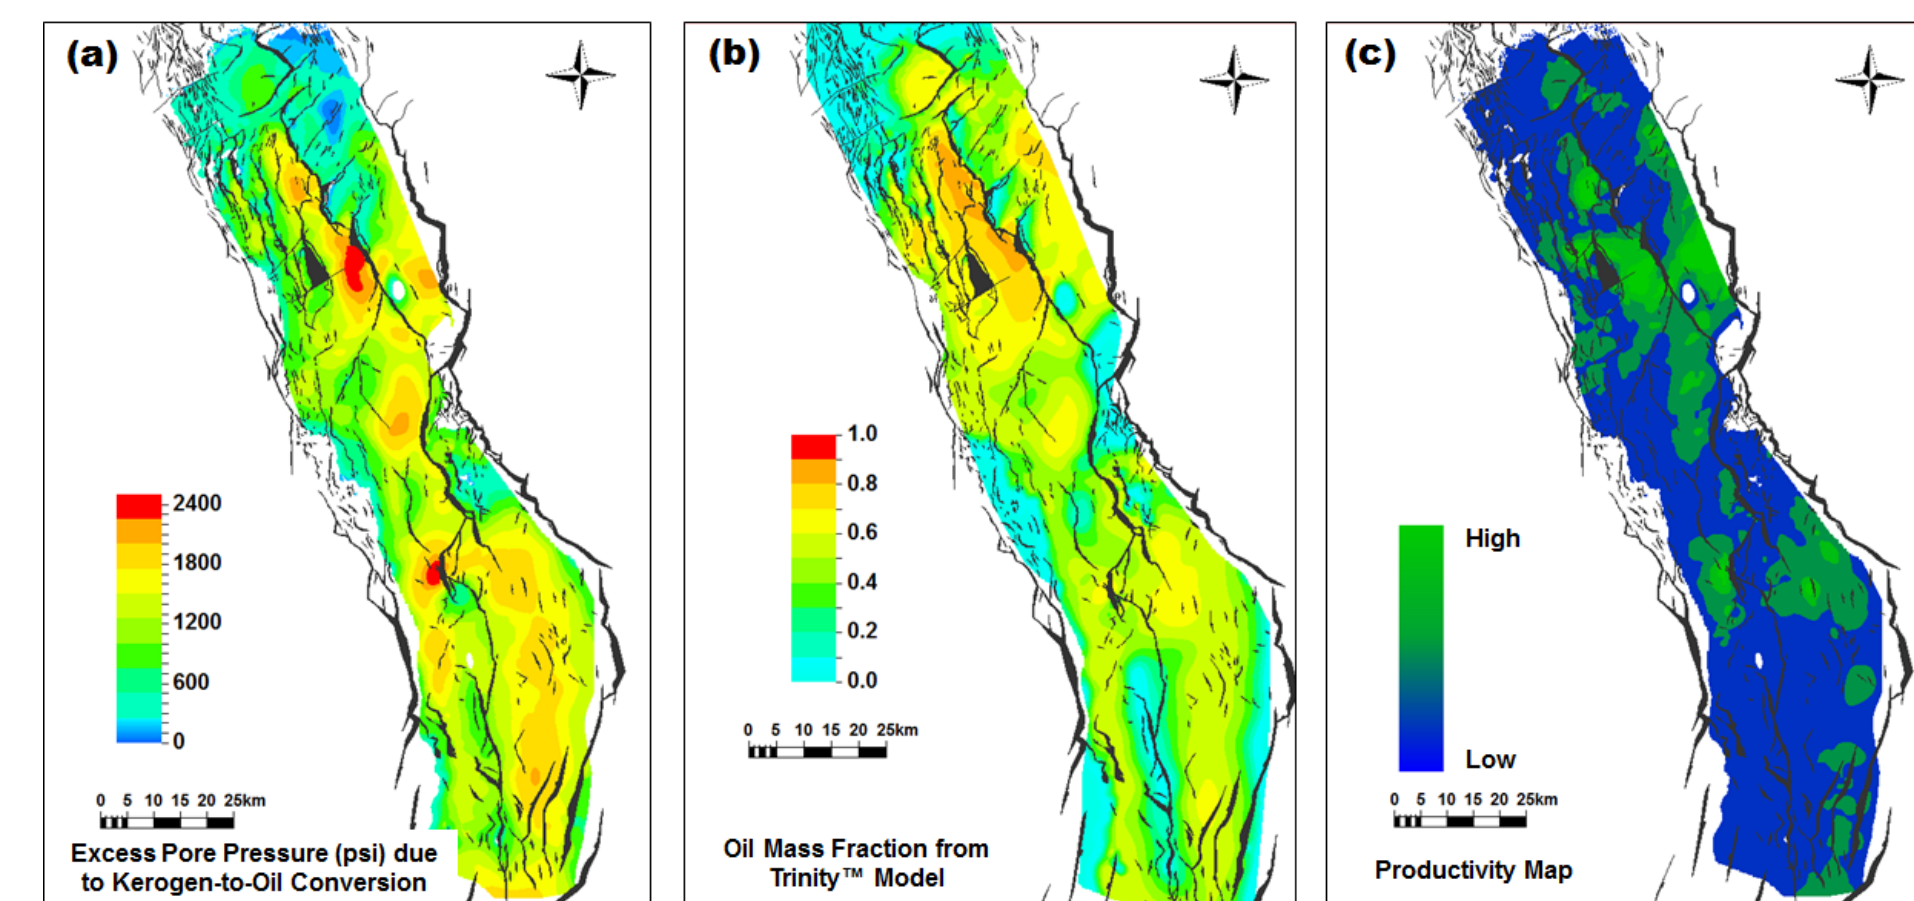 (a)
2400
1800
1200
600
0
0 5 10 15 20 25km
Excess Pore Pressure (psi) due
to Kerogen-to-Oil Conversion
(b)
1.0
0.8
0.6
0.4
0.2
0.0
0 5 10 15 20 25km
Oil Mass Fraction from
Trinity™ Model
(c)
High
Low
0 5 10 15 20 25km
Productivity Map